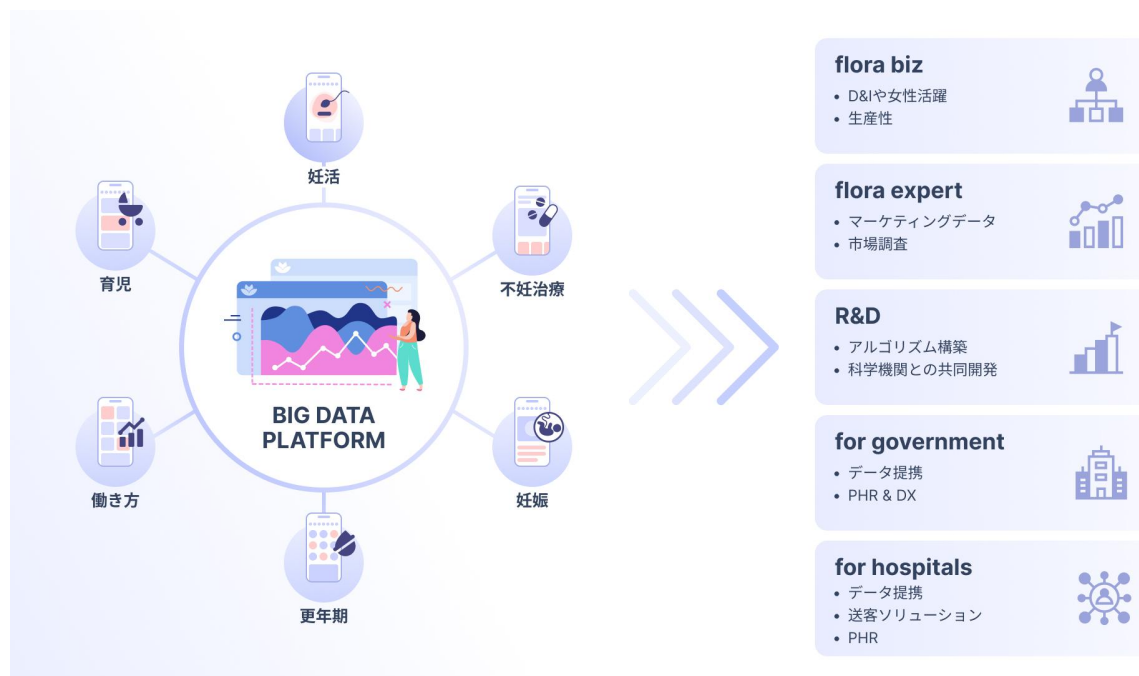 妊活
不妊治療
妊娠
更年期
働き方
育児
BIG DATA
PLATFORM
flora biz
• D&Iや女性活躍
• 生産性
flora expert
• マーケティングデータ
• 市場調査
R&D
• アルゴリズム構築
• 科学機関との共同開発
for government
• データ提携
• PHR & DX
for hospitals
• データ提携
• 送客ソリューション
• PHR